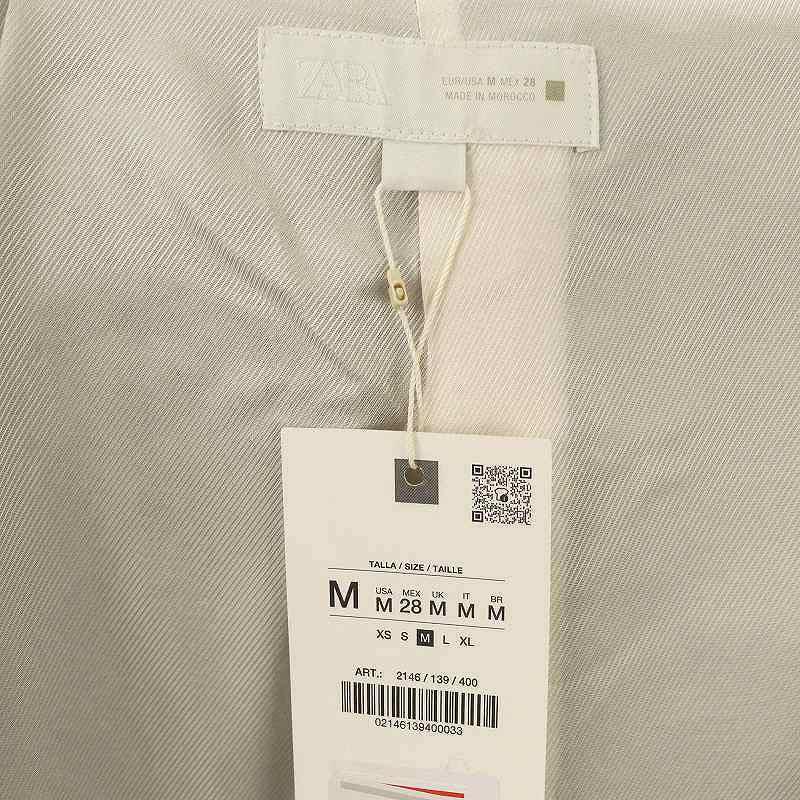 ZARA
EUR/USA M MEX 28
MADE IN MOROCCO
TALLA / SIZE / TAILLE
USA MEX UK IT BR
M M 28 M M M
XS S M L XL
ART.: 2146 / 139 / 400
02146139400033